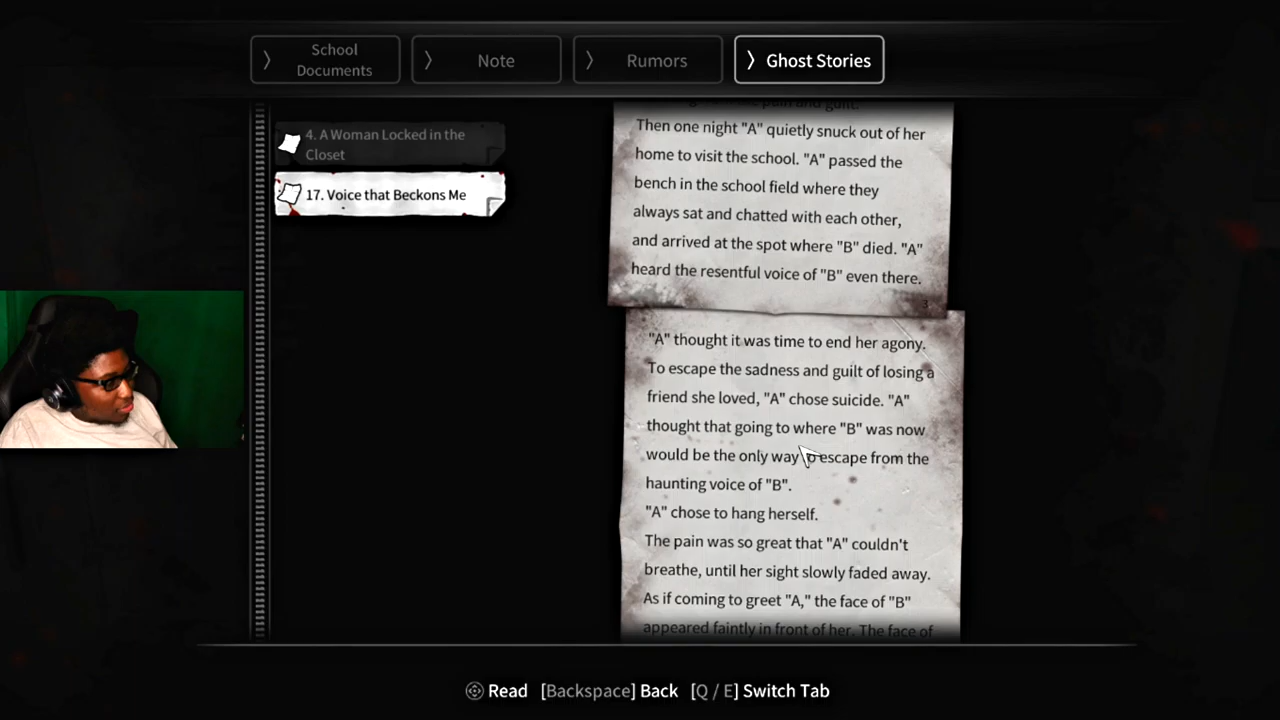 School
Documents
Note
Rumors
Ghost Stories
4. A Woman Locked in the
Closet
17. Voice that Beckons Me
pain and guilt.
Then one night "A" quietly snuck out of her
home to visit the school. "A" passed the
bench in the school field where they
always sat and chatted with each other,
and arrived at the spot where "B" died. "A"
heard the resentful voice of "B" even there.
3
"A" thought it was time to end her agony.
To escape the sadness and guilt of losing a
friend she loved, "A" chose suicide. "A"
thought that going to where "B" was now
would be the only way to escape from the
haunting voice of "B".
"A" chose to hang herself.
The pain was so great that "A" couldn't
breathe, until her sight slowly faded away.
As if coming to greet "A," the face of "B"
appeared faintly in front of her. The face of
Read [Backspace] Back [Q / E] Switch Tab